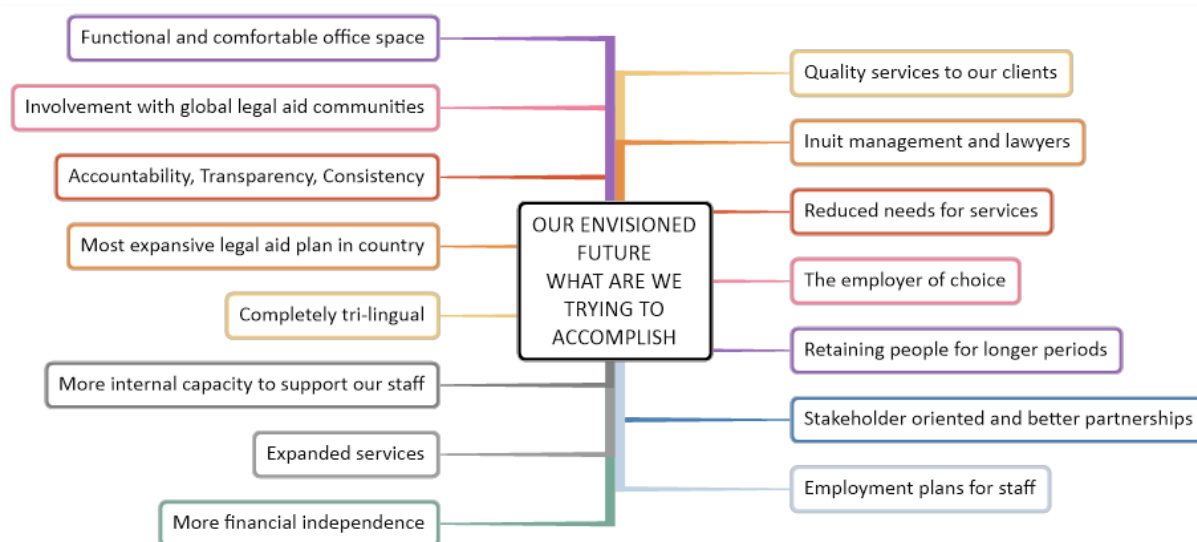 Functional and comfortable office space
Involvement with global legal aid communities
Accountability, Transparency, Consistency
Most expansive legal aid plan in country
Completely tri-lingual
More internal capacity to support our staff
Expanded services
More financial independence
OUR ENVISIONED
FUTURE
WHAT ARE WE
TRYING TO
ACCOMPLISH
Quality services to our clients
Inuit management and lawyers
Reduced needs for services
The employer of choice
Retaining people for longer periods
Stakeholder oriented and better partnerships
Employment plans for staff